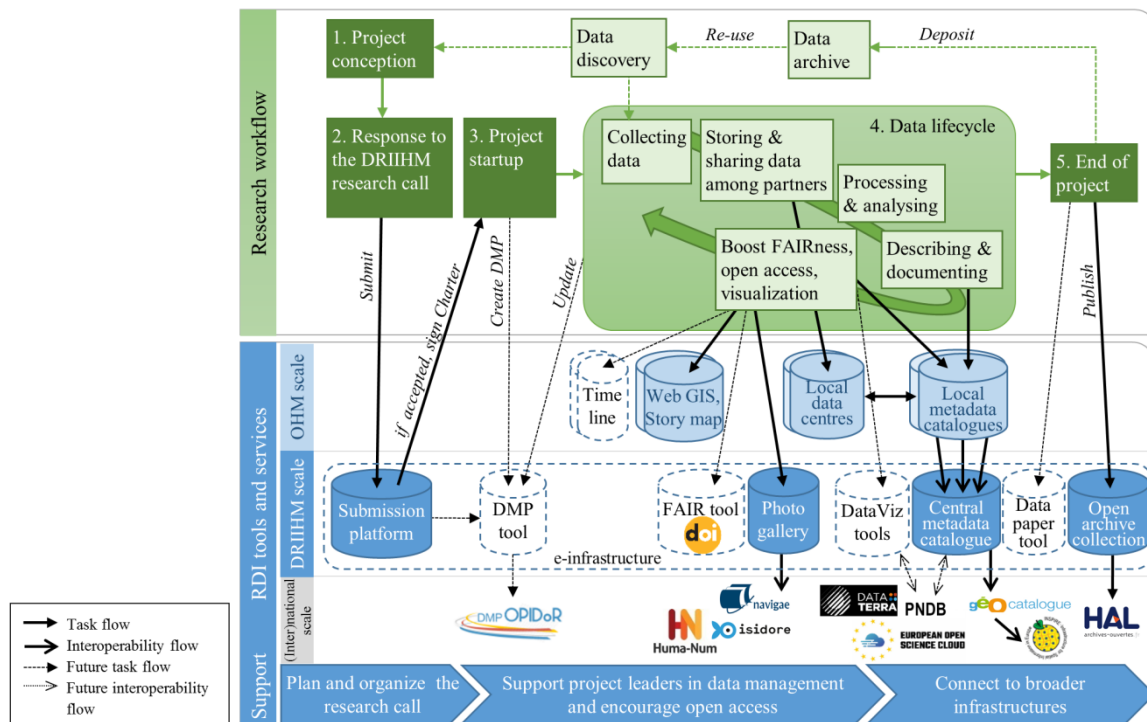 Research workflow
1. Project
conception
Data
discovery
Re-use
Data
archive
Deposit
2. Response to
the DRIIHM
research call
3. Project
startup
4. Data lifecycle
Collecting
data
Storing &
sharing data
among partners
Processing
& analysing
Describing &
documenting
Boost FAIRness,
open access,
visualization
5. End of
project
Submit
if accepted, sign Charter
Create DMP
Update
Publish
RDI tools and services
OHM scale
Time
line
Web GIS,
Story map
Local
data
centres
Local
metadata
catalogues
DRIIHM scale
Submission
platform
DMP
tool
FAIR tool
doi
Photo
gallery
DataViz
tools
Central
metadata
catalogue
Data
paper
tool
Open
archive
collection
e-infrastructure
(Inter)national
scale
DMP OPIDoR
HN
Huma-Num
navigae
isidore
DATA
TERRA
PNDB
EUROPEAN OPEN
SCIENCE CLOUD
géocatalogue
HAL
archives-ouvertes
Support
Plan and organize the
research call
Support project leaders in data management
and encourage open access
Connect to broader
infrastructures
Task flow
Interoperability flow
Future task flow
Future interoperability
flow